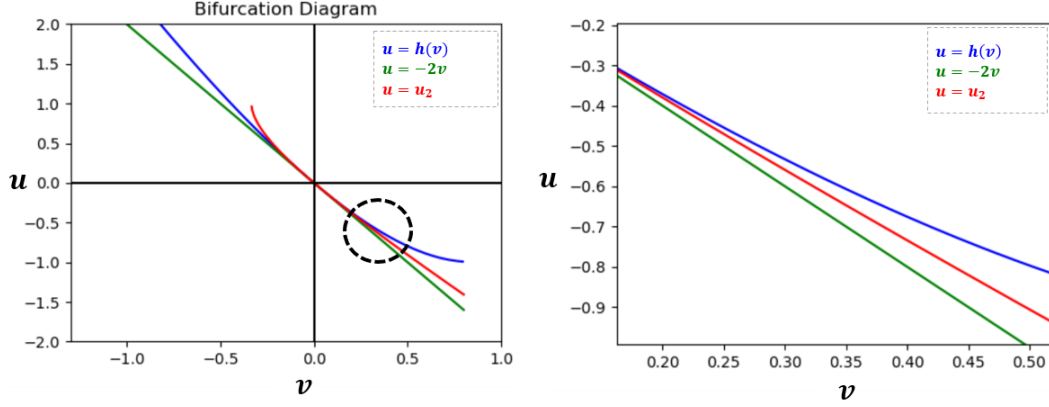 Bifurcation Diagram
2.0
1.5
1.0
0.5
0.0
−0.5
−1.0
−1.5
−2.0
u
−1.0 −0.5 0.0 0.5 1.0
v
u = h(v)
u = −2v
u = u₂
−0.2
−0.3
−0.4
−0.5
−0.6
−0.7
−0.8
−0.9
u
0.20 0.25 0.30 0.35 0.40 0.45 0.50
v
u = h(v)
u = −2v
u = u₂